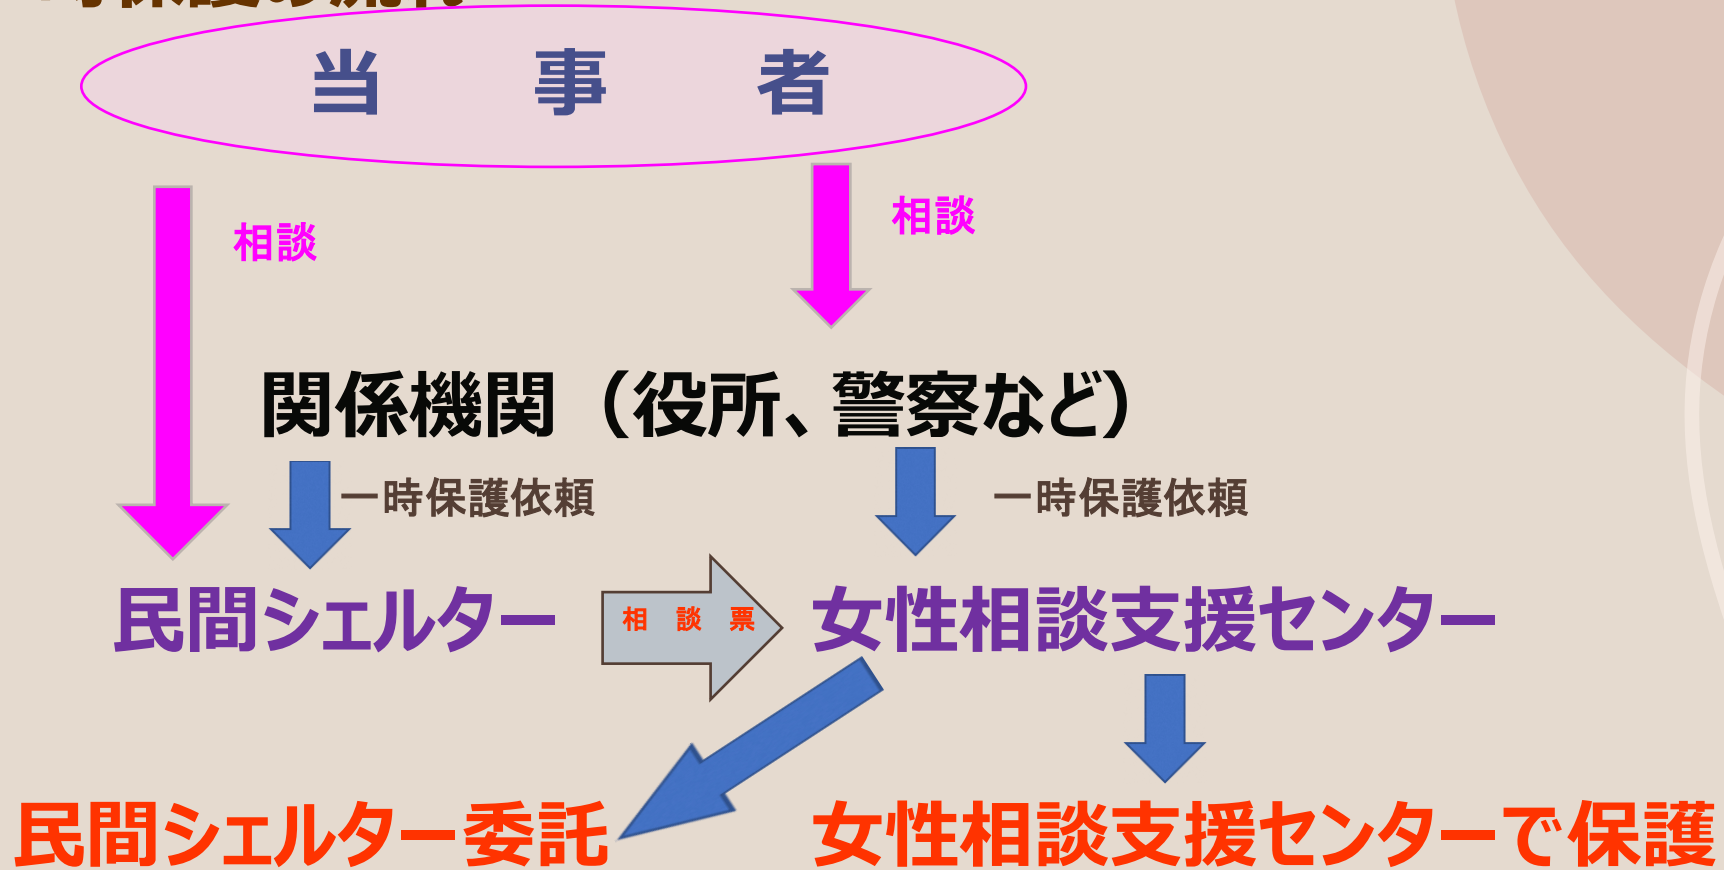 当 事 者
相談
相談
関係機関（役所、警察など）
一時保護依頼
一時保護依頼
民間シェルター
相 談 票
女性相談支援センター
民間シェルター委託
女性相談支援センターで保護